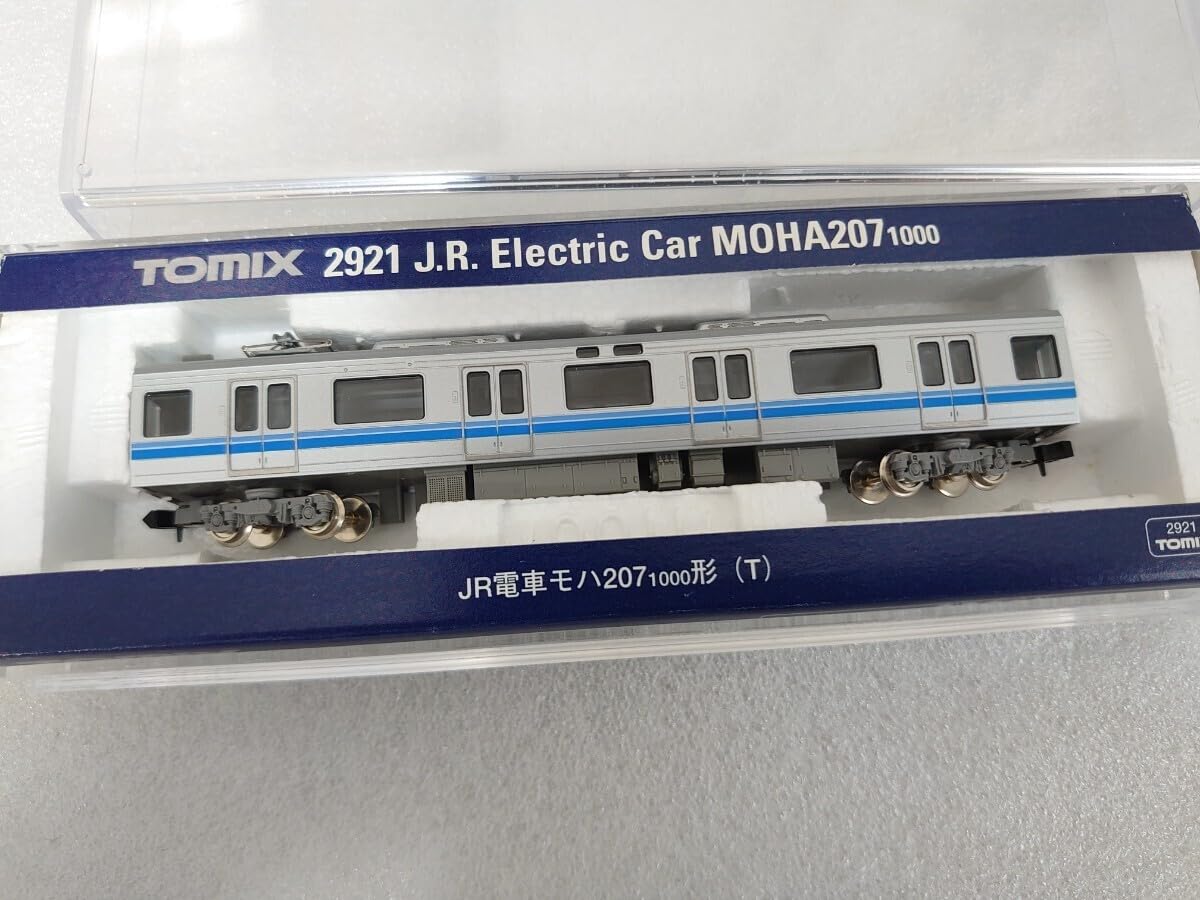 TOMIX 2921 J.R. Electric Car MOHA207 1000
JR電車モハ207 1000形（T）
2921
TOMIX